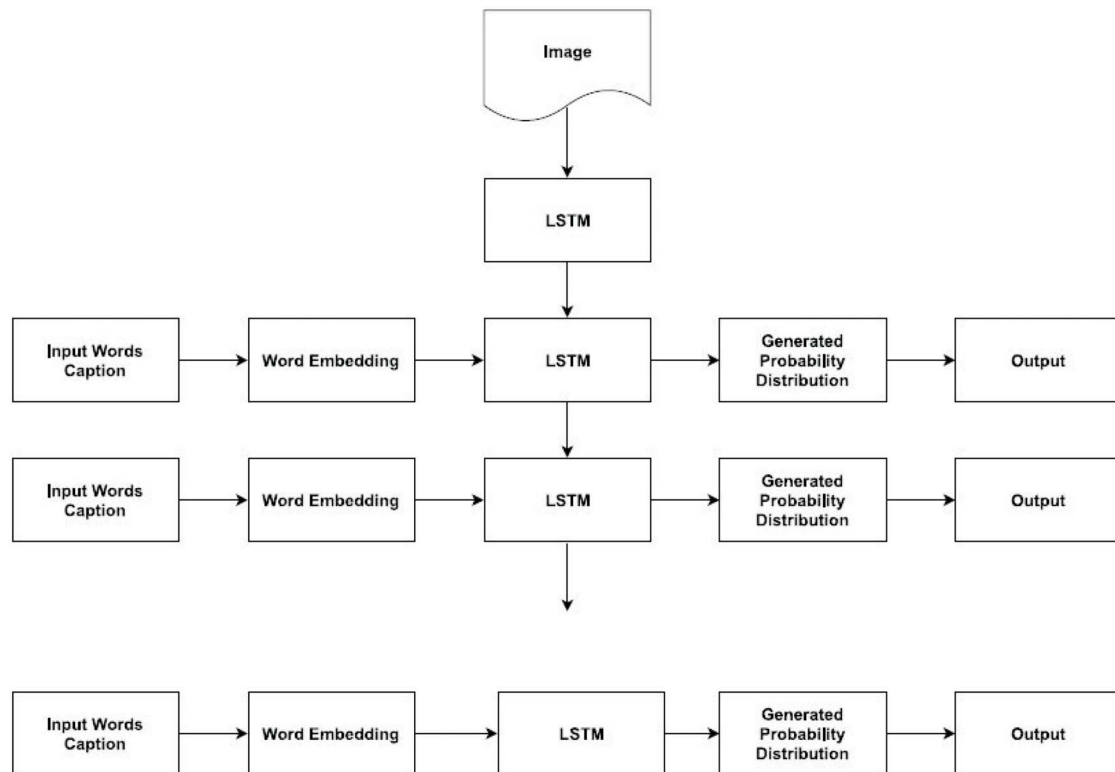 Image
LSTM
Input Words
Caption
Word Embedding
LSTM
Generated
Probability
Distribution
Output
Input Words
Caption
Word Embedding
LSTM
Generated
Probability
Distribution
Output
Input Words
Caption
Word Embedding
LSTM
Generated
Probability
Distribution
Output